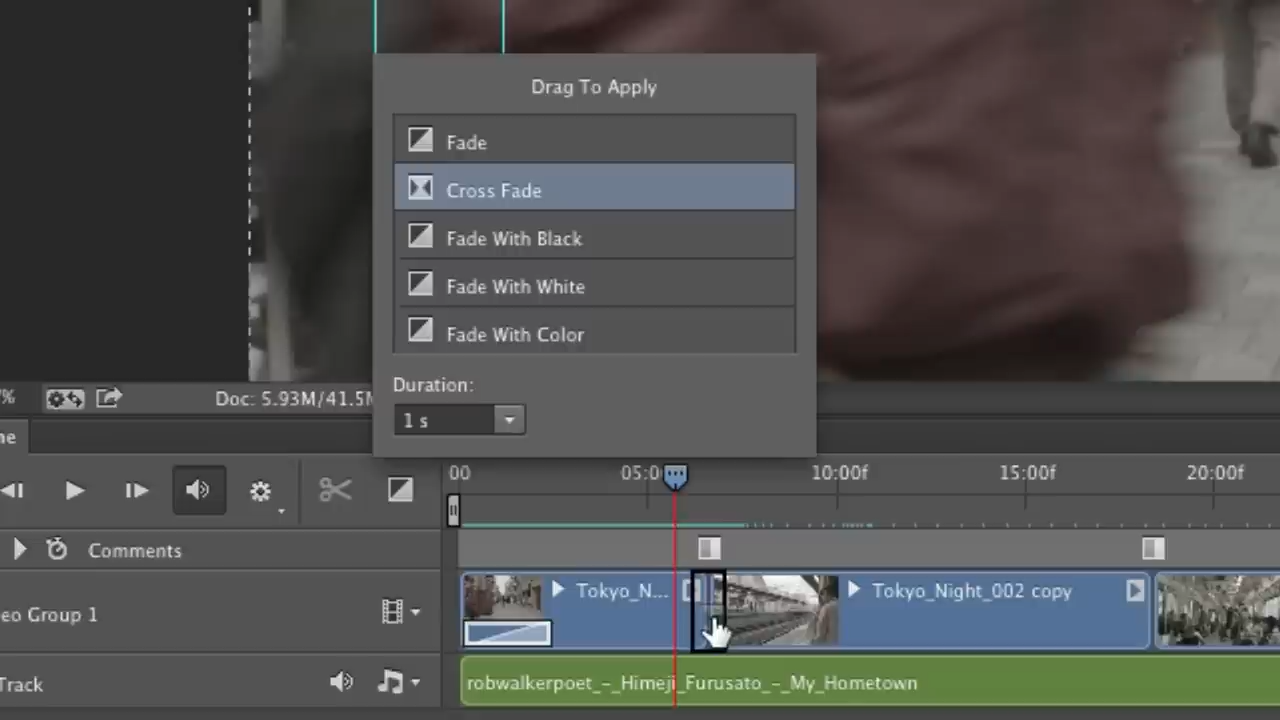 Drag To Apply
Fade
Cross Fade
Fade With Black
Fade With White
Fade With Color
Duration:
1 s
% Doc: 5.93M/41.5M
ne
00 05:0 10:00f 15:00f 20:00f
Comments
Tokyo_N... Tokyo_Night_002 copy
eo Group 1
Track robwalkerpoet_-_Himeji_Furusato_-_My_Hometown